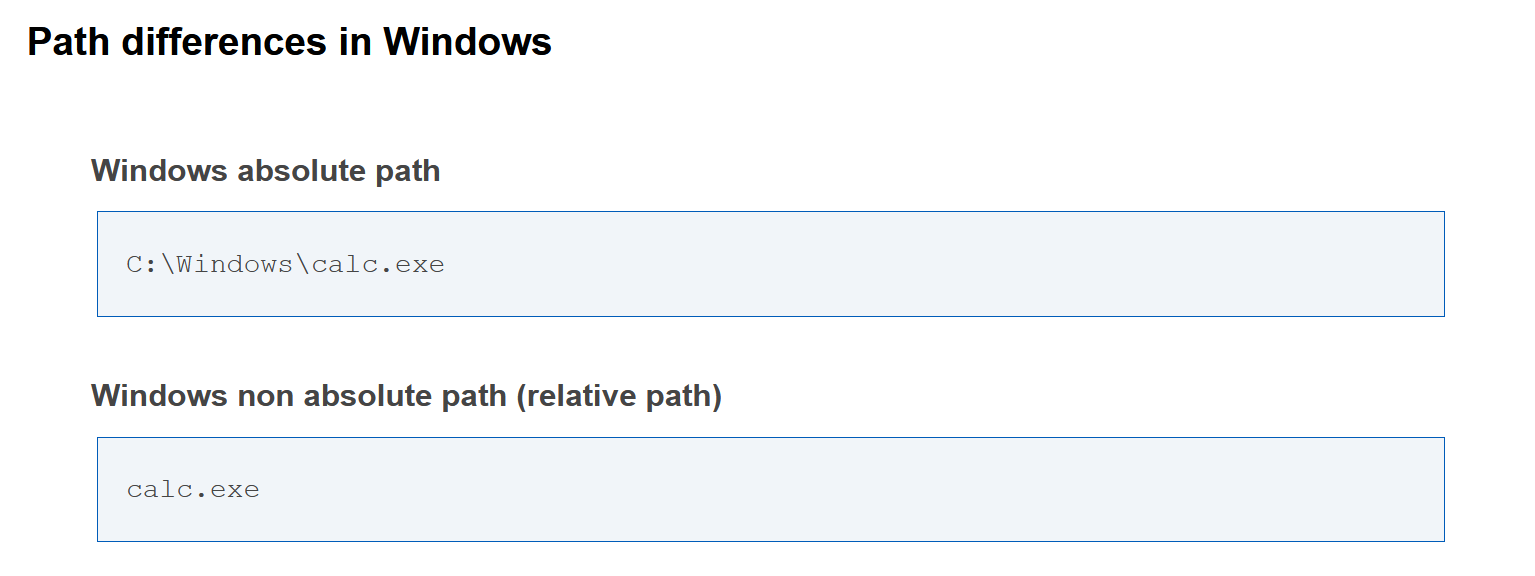 Path differences in Windows
Windows absolute path
C:\Windows\calc.exe
Windows non absolute path (relative path)
calc.exe